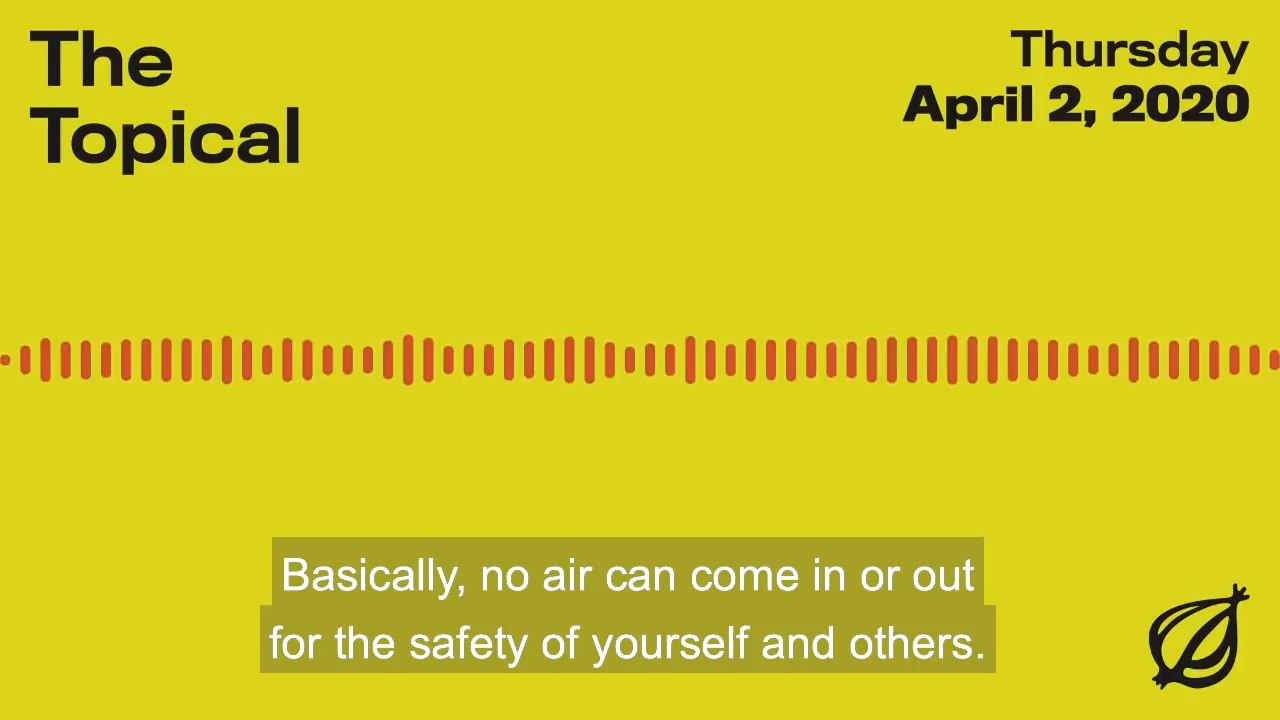 The
Topical
Thursday
April 2, 2020
Basically, no air can come in or out
for the safety of yourself and others.